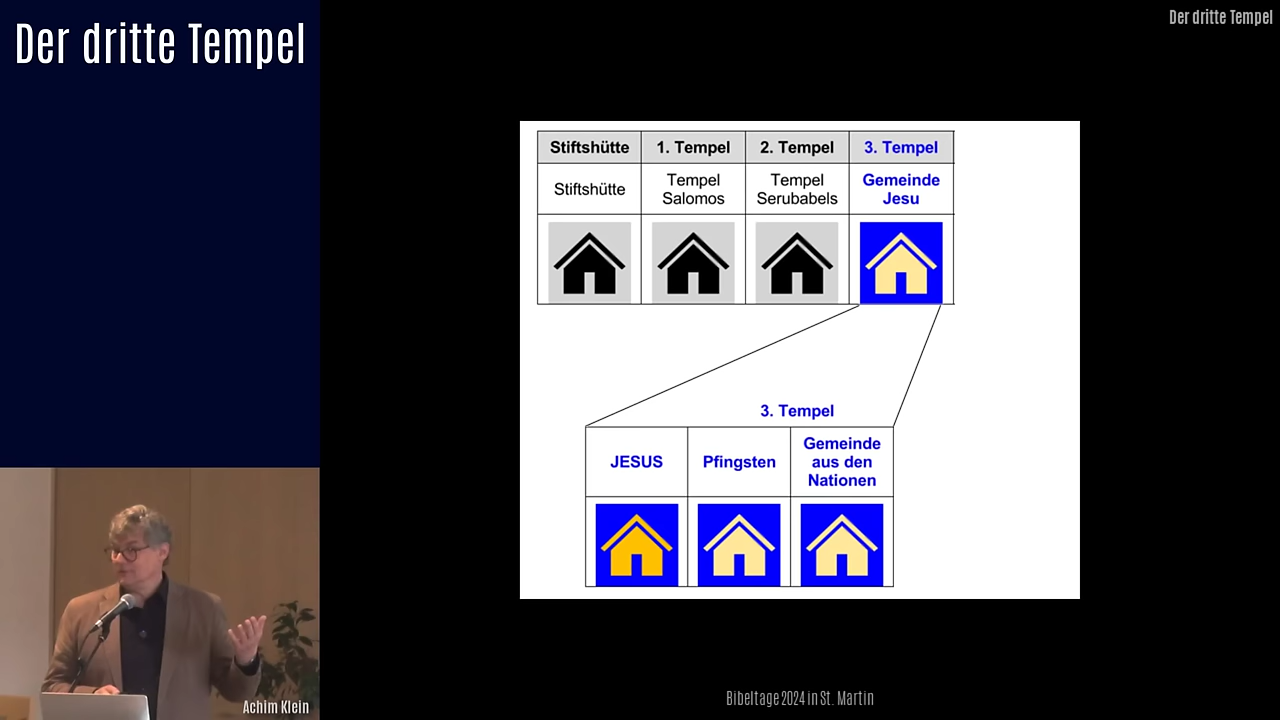 Der dritte Tempel
Der dritte Tempel
Stiftshütte 1. Tempel 2. Tempel 3. Tempel
Stiftshütte Tempel Salomos Tempel Serubabels Gemeinde Jesu
3. Tempel
JESUS Pfingsten Gemeinde aus den Nationen
Achim Klein
Bibeltage 2024 in St. Martin